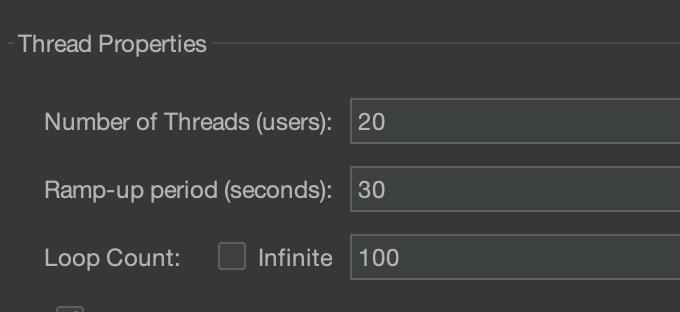 Thread Properties
Number of Threads (users): 20
Ramp-up period (seconds): 30
Loop Count: Infinite 100